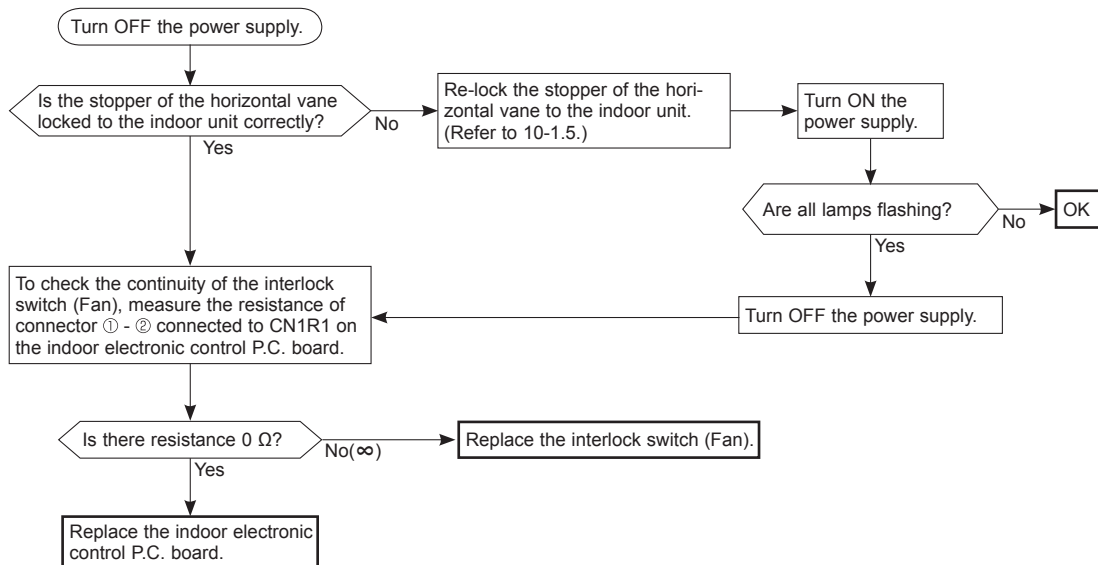 Turn OFF the power supply.
Is the stopper of the horizontal vane
locked to the indoor unit correctly?
No
Yes
Re-lock the stopper of the hori-
zontal vane to the indoor unit.
(Refer to 10-1.5.)
Turn ON the
power supply.
Are all lamps flashing?
No
OK
Yes
Turn OFF the power supply.
To check the continuity of the interlock
switch (Fan), measure the resistance of
connector ① - ② connected to CN1R1 on
the indoor electronic control P.C. board.
Is there resistance 0 Ω?
No(∞)
Replace the interlock switch (Fan).
Yes
Replace the indoor electronic
control P.C. board.